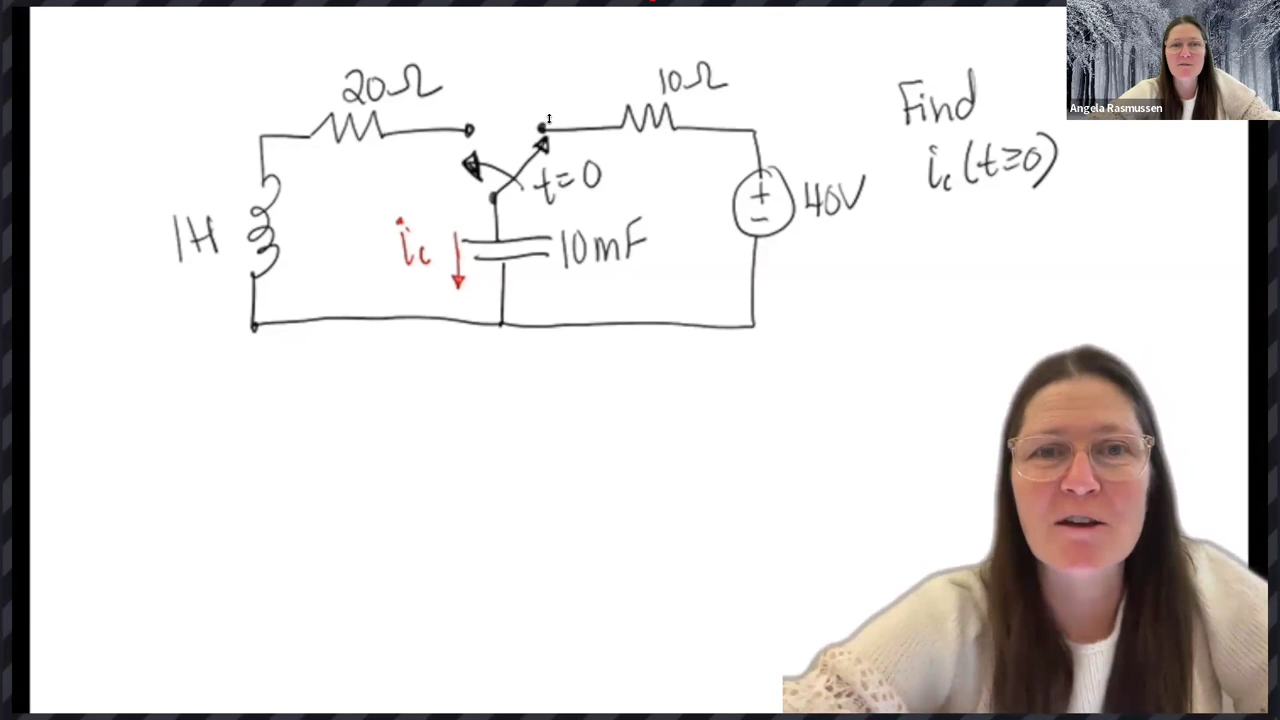 20Ω
10Ω
Find
i_c (t≥0)
t=0
1H
i_c
10mF
+
-
40V
Angela Rasmussen